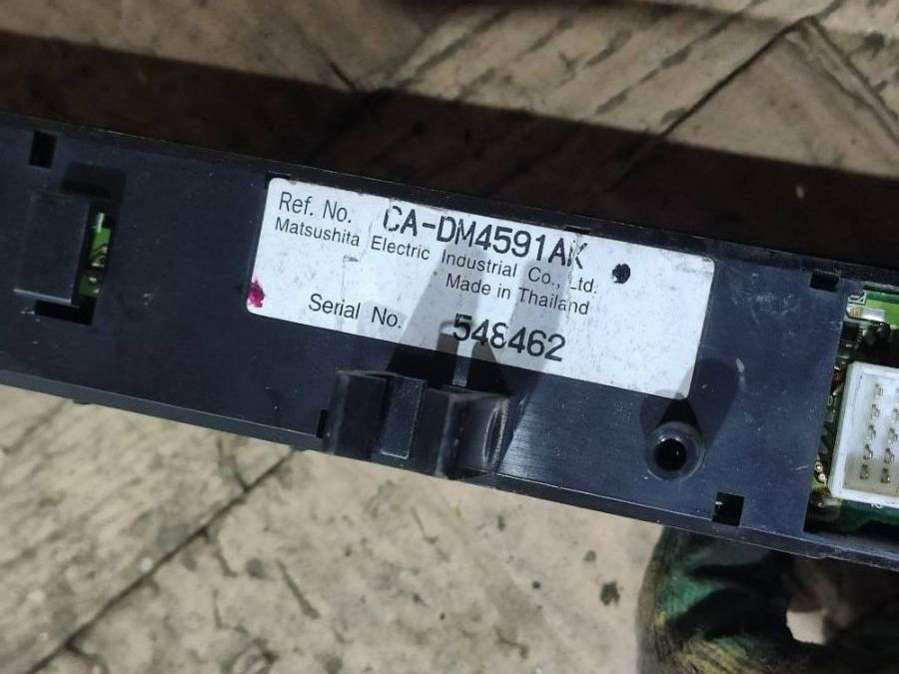 Ref. No. CA-DM4591AK
Matsushita Electric Industrial Co., Ltd.
Made in Thailand
Serial No. 548462